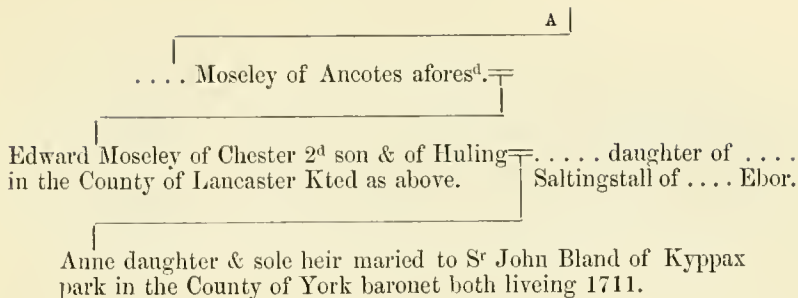 A
. . . . Moseley of Ancotes afores^d.
Edward Moseley of Chester 2^d son & of Huling . . . . . daughter of . . . .
in the County of Lancaster Kted as above. Saltingstall of . . . . Ebor.
Anne daughter & sole heir maried to S^r John Bland of Kyppax
park in the County of York baronet both liveing 1711.